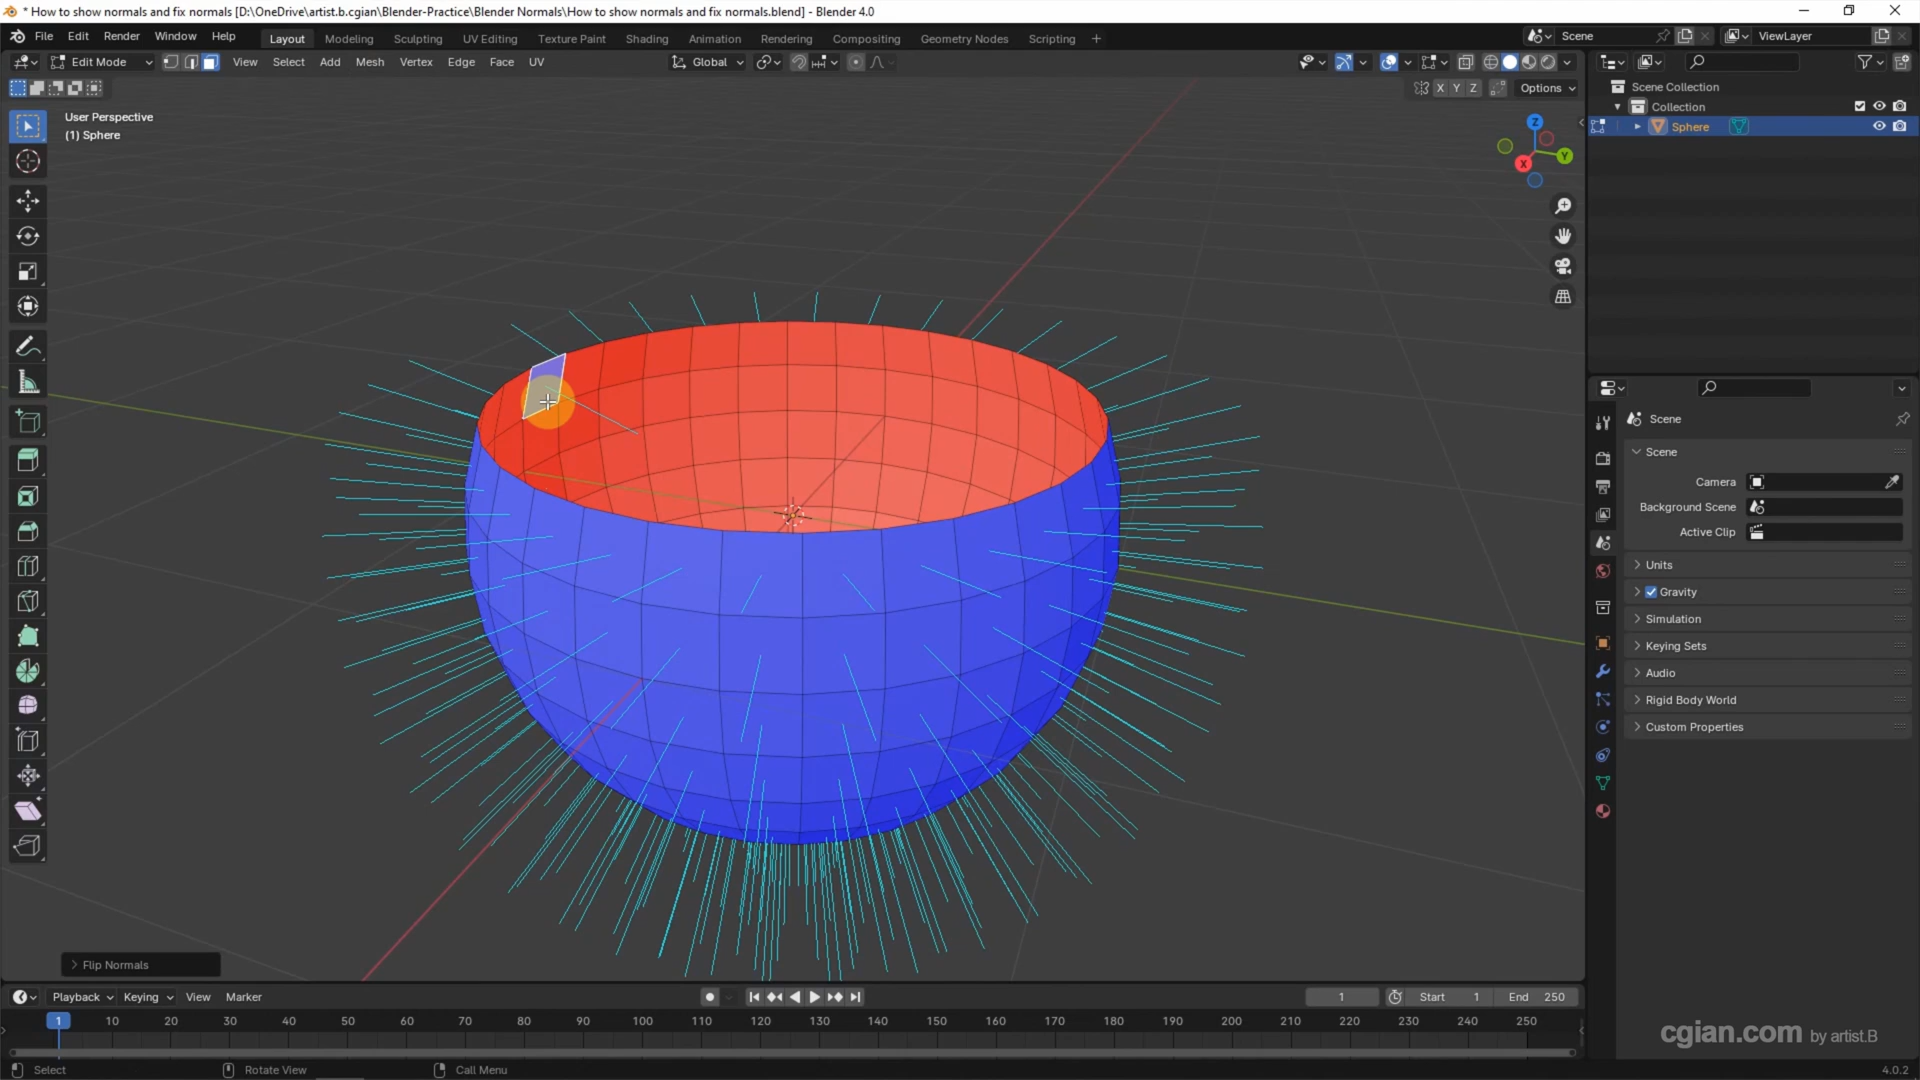 * How to show normals and fix normals [D:\OneDrive\artist.b.cgian\Blender-Practice\Blender Normals\How to show normals and fix normals.blend] - Blender 4.0
File Edit Render Window Help Layout Modeling Sculpting UV Editing Texture Paint Shading Animation Rendering Compositing Geometry Nodes Scripting + Scene ViewLayer
Edit Mode View Select Add Mesh Vertex Edge Face UV Global
X Y Z Options
User Perspective
(1) Sphere
Z
Y
X
Scene Collection
Collection
Sphere
Scene
Scene
Camera
Background Scene
Active Clip
Units
Gravity
Simulation
Keying Sets
Audio
Rigid Body World
Custom Properties
Flip Normals
Playback Keying View Marker 1 Start 1 End 250
1 10 20 30 40 50 60 70 80 90 100 110 120 130 140 150 160 170 180 190 200 210 220 230 240 250
cgian.com by artist.B
Select Rotate View Call Menu 4.0.2